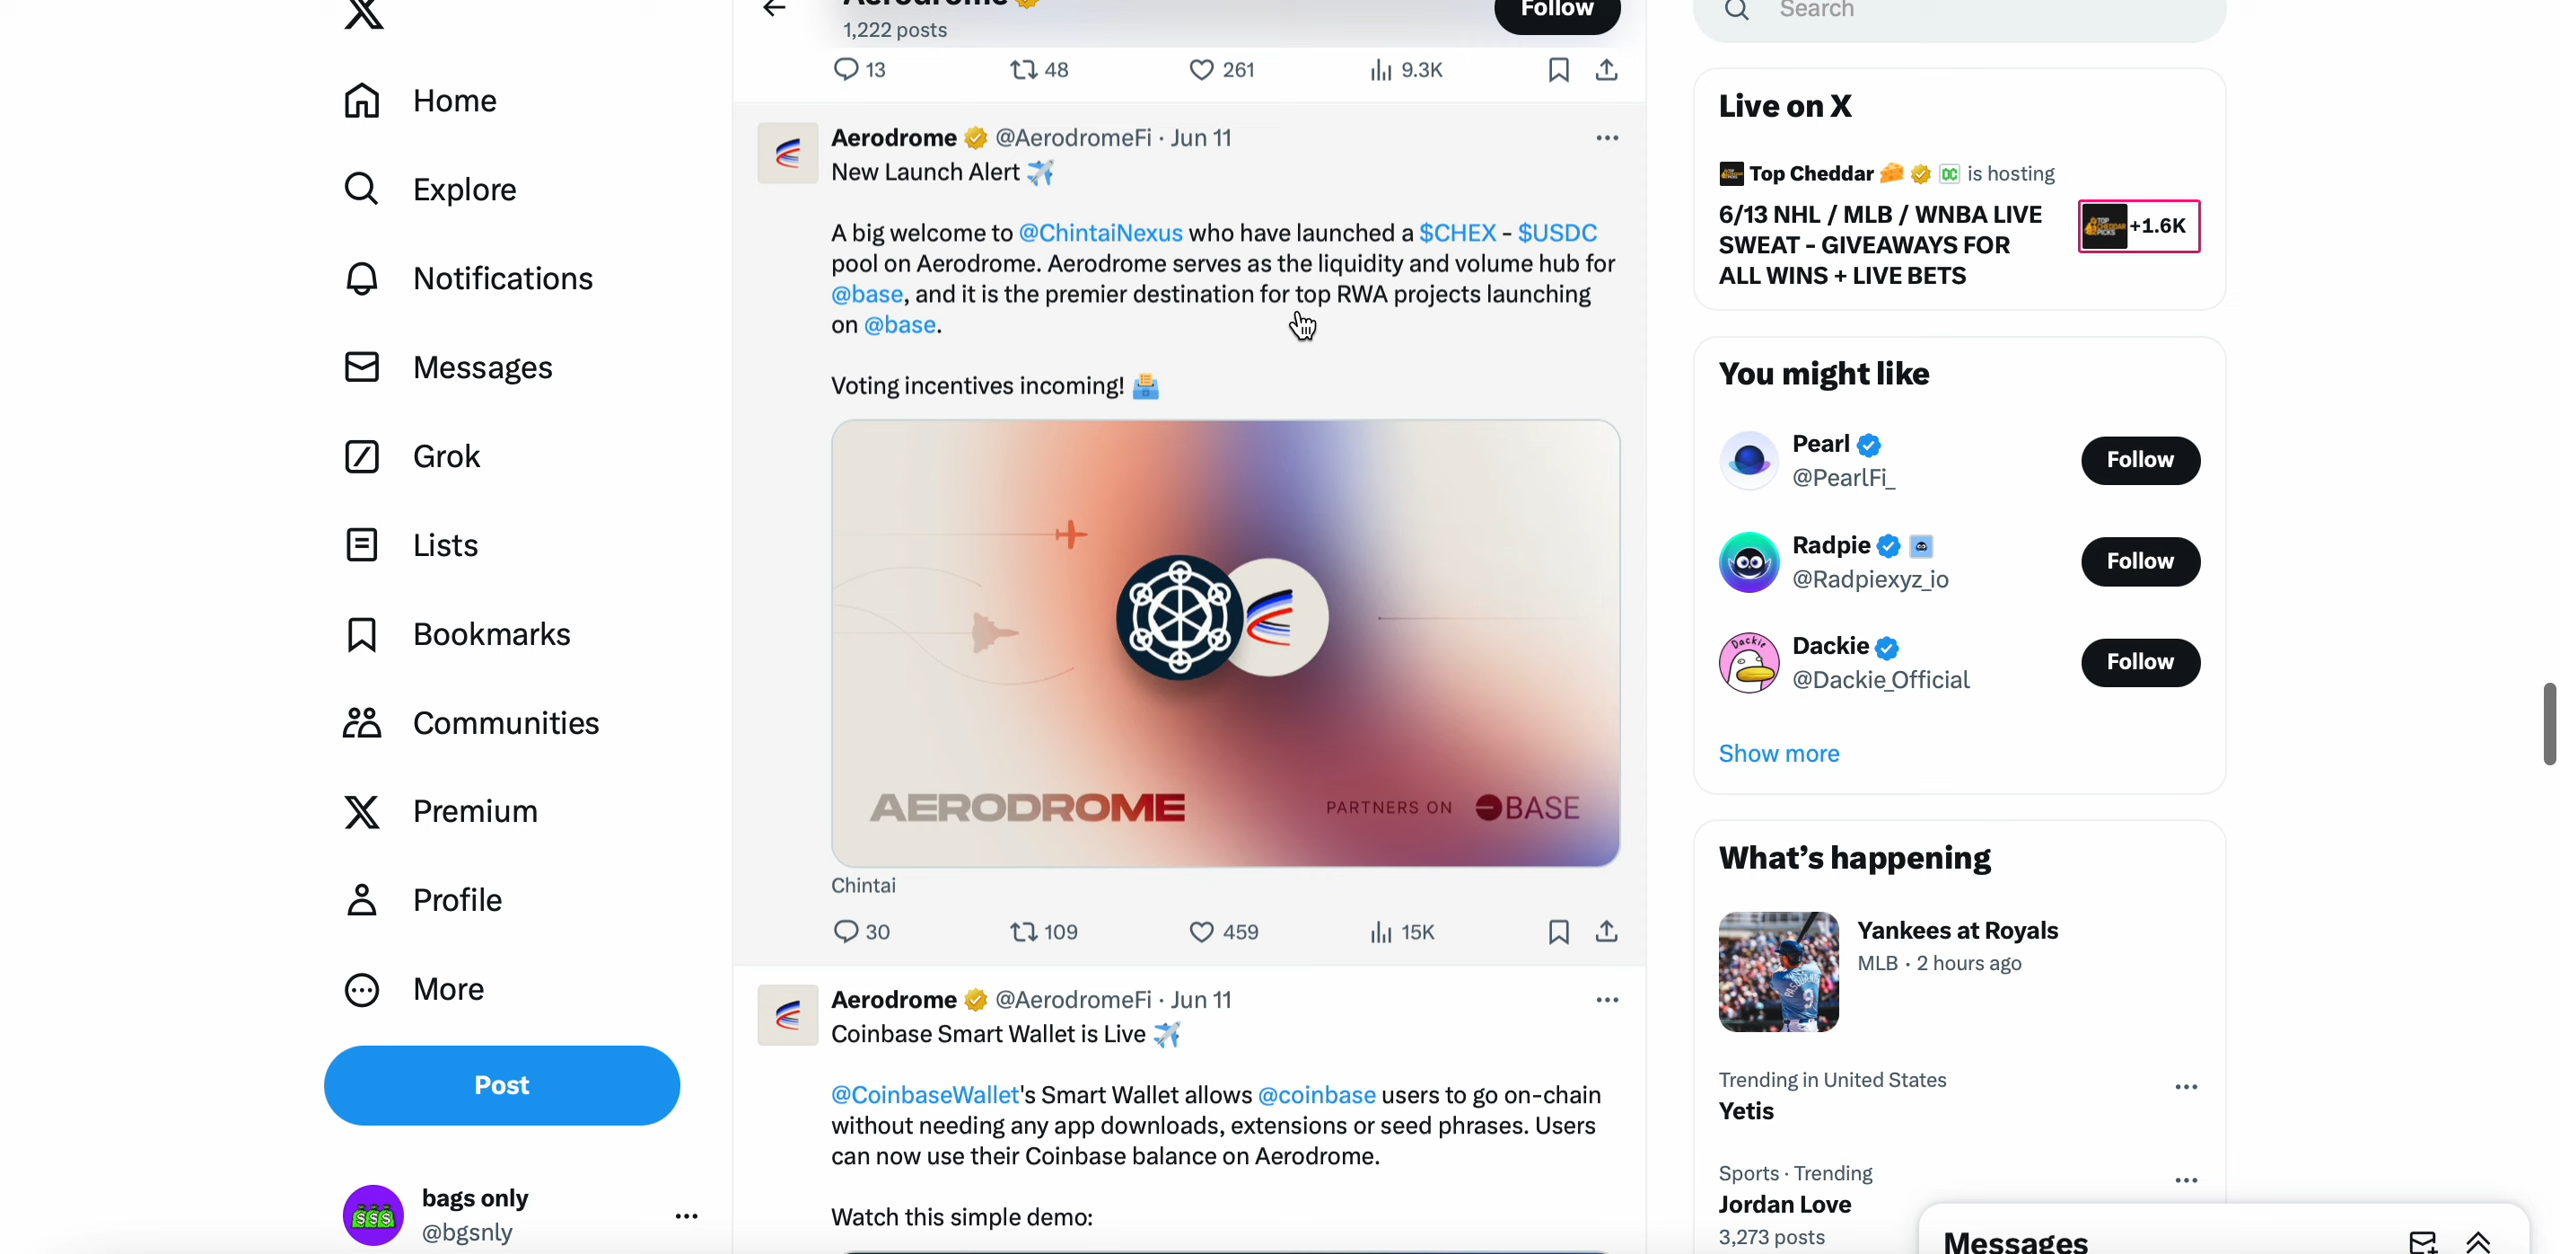 Home
Explore
Notifications
Messages
Grok
Lists
Bookmarks
Communities
Premium
Profile
More
Post
bags only
@bgsnly
Aerodrome
1,222 posts
Follow
13
48
261
9.3K
Aerodrome @AerodromeFi · Jun 11
New Launch Alert ✈️
A big welcome to @ChintaiNexus who have launched a $CHEX - $USDC
pool on Aerodrome. Aerodrome serves as the liquidity and volume hub for
@base, and it is the premier destination for top RWA projects launching
on @base.
Voting incentives incoming! 🗳️
AERODROME
PARTNERS ON BASE
Chintai
30
109
459
15K
Aerodrome @AerodromeFi · Jun 11
Coinbase Smart Wallet is Live ✈️
@CoinbaseWallet's Smart Wallet allows @coinbase users to go on-chain
without needing any app downloads, extensions or seed phrases. Users
can now use their Coinbase balance on Aerodrome.
Watch this simple demo:
Search
Live on X
Top Cheddar 🧀 is hosting
6/13 NHL / MLB / WNBA LIVE
SWEAT - GIVEAWAYS FOR
ALL WINS + LIVE BETS
+1.6K
You might like
Pearl
@PearlFi_
Follow
Radpie
@Radpiexyz_io
Follow
Dackie
@Dackie_Official
Follow
Show more
What's happening
Yankees at Royals
MLB · 2 hours ago
Trending in United States
Yetis
Sports · Trending
Jordan Love
3,273 posts
Messages